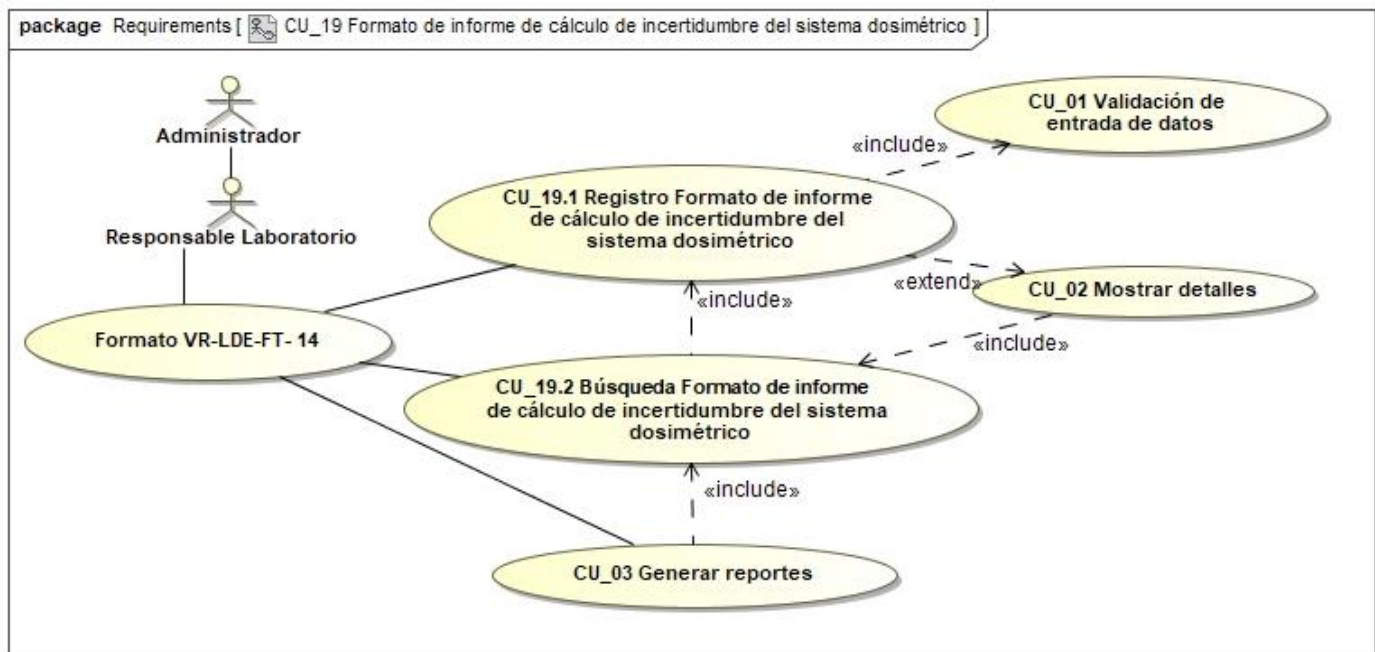 package Requirements [ CU_19 Formato de informe de cálculo de incertidumbre del sistema dosimétrico ]
Administrador
Responsable Laboratorio
Formato VR-LDE-FT- 14
CU_19.1 Registro Formato de informe
de cálculo de incertidumbre del
sistema dosimétrico
«include»
CU_01 Validación de
entrada de datos
«extend»
CU_02 Mostrar detalles
«include»
«include»
CU_19.2 Búsqueda Formato de informe
de cálculo de incertidumbre del sistema
dosimétrico
«include»
CU_03 Generar reportes